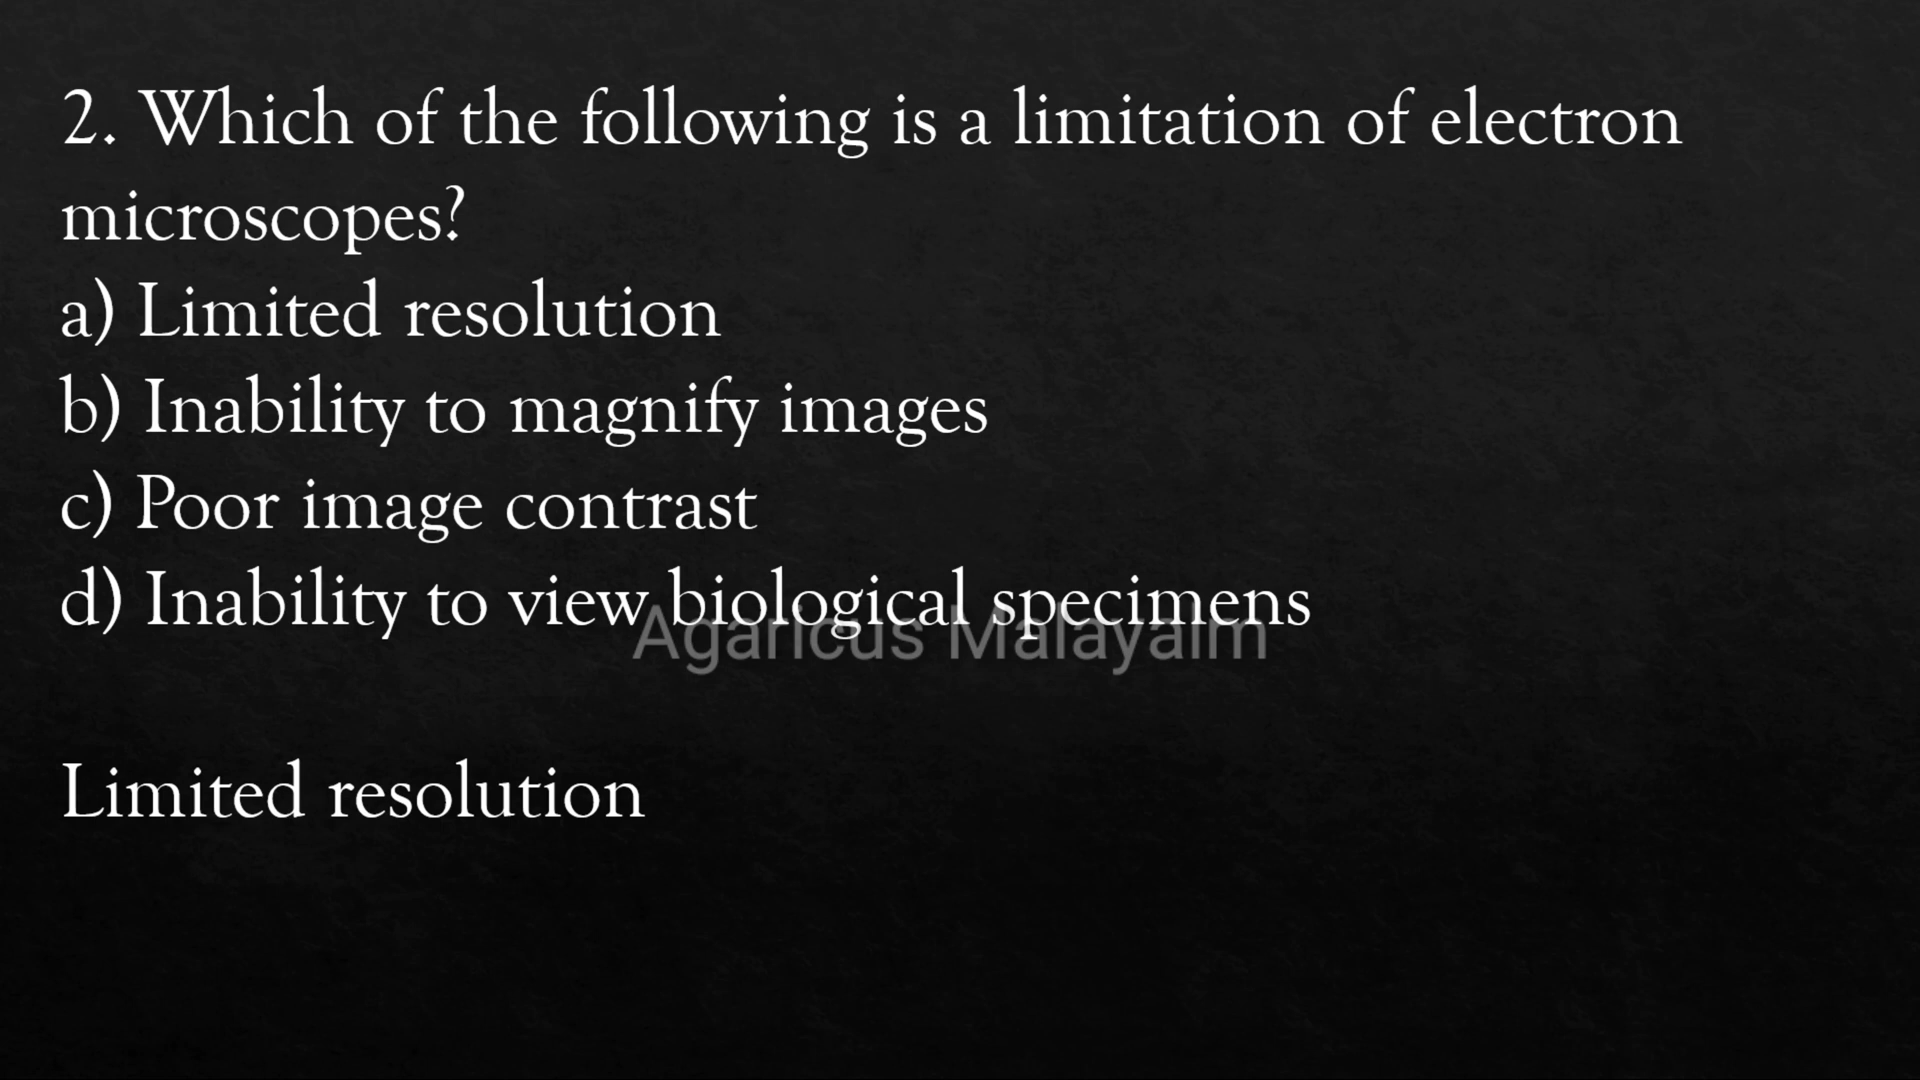 2. Which of the following is a limitation of electron
microscopes?
a) Limited resolution
b) Inability to magnify images
c) Poor image contrast
d) Inability to view biological specimens
Agaricus Malayalm
Limited resolution